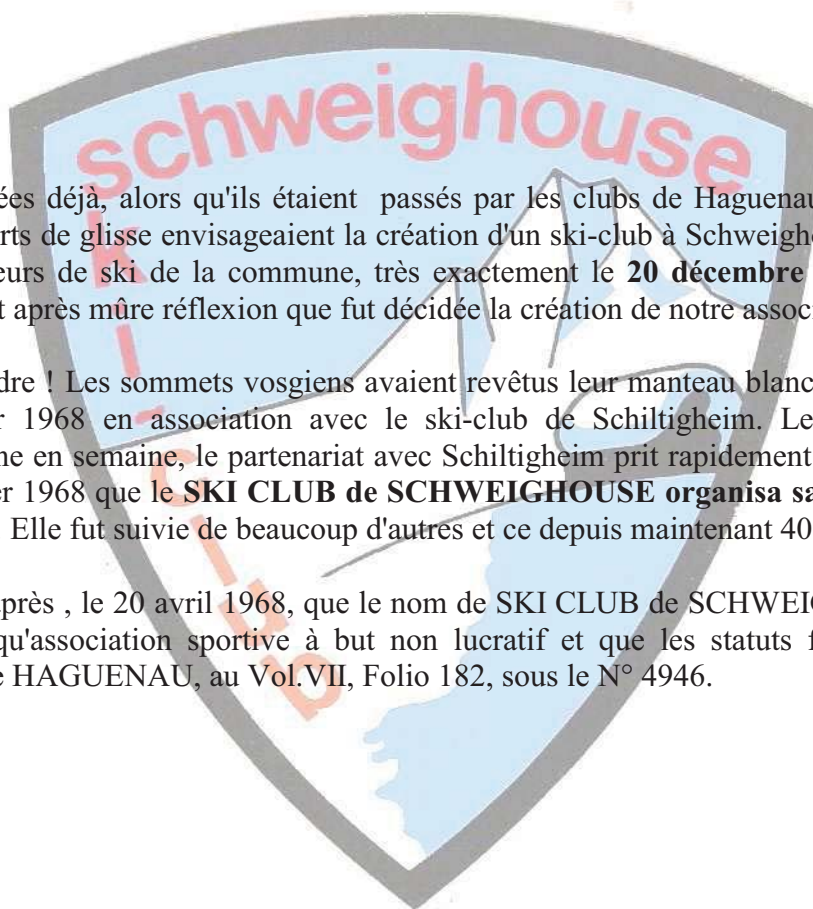 schweighouse
ski-club
ées déjà, alors qu'ils étaient passés par les clubs de Haguenau
rts de glisse envisageaient la création d'un ski-club à Schweigho
eurs de ski de la commune, très exactement le 20 décembre
t après mûre réflexion que fut décidée la création de notre associ
dre ! Les sommets vosgiens avaient revêtus leur manteau blanc
r 1968 en association avec le ski-club de Schiltigheim. Le
ne en semaine, le partenariat avec Schiltigheim prit rapidement
er 1968 que le SKI CLUB de SCHWEIGHOUSE organisa sa
. Elle fut suivie de beaucoup d'autres et ce depuis maintenant 40
près , le 20 avril 1968, que le nom de SKI CLUB de SCHWEIG
qu'association sportive à but non lucratif et que les statuts f
e HAGUENAU, au Vol.VII, Folio 182, sous le N° 4946.